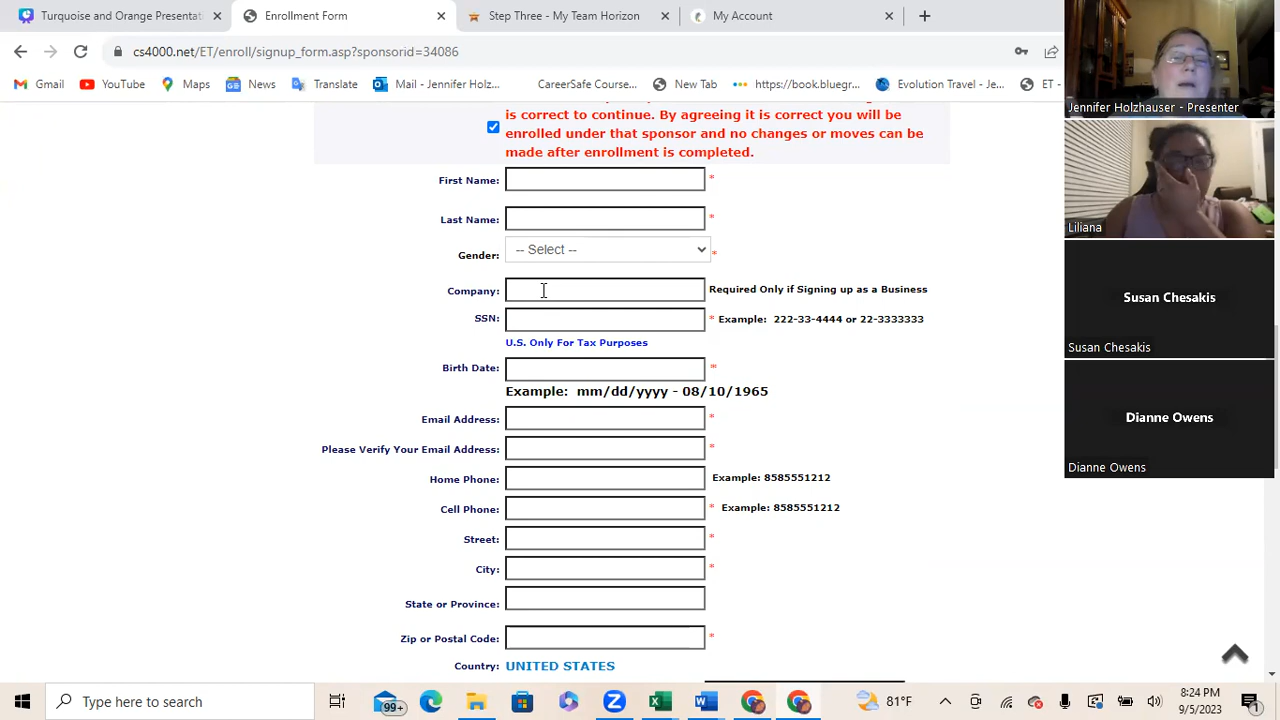 Turquoise and Orange Presentat
Enrollment Form
Step Three - My Team Horizon
My Account
cs4000.net/ET/enroll/signup_form.asp?sponsorid=34086
Gmail
YouTube
Maps
News
Translate
Mail - Jennifer Holz...
CareerSafe Course...
New Tab
https://book.bluegr...
Evolution Travel - Je...
ET -
is correct to continue. By agreeing it is correct you will be
enrolled under that sponsor and no changes or moves can be
made after enrollment is completed.
First Name: *
Last Name: *
Gender: -- Select -- *
Company: Required Only if Signing up as a Business
SSN: * Example: 222-33-4444 or 22-3333333
U.S. Only For Tax Purposes
Birth Date: *
Example: mm/dd/yyyy - 08/10/1965
Email Address: *
Please Verify Your Email Address: *
Home Phone: Example: 8585551212
Cell Phone: * Example: 8585551212
Street: *
City: *
State or Province:
Zip or Postal Code: *
Country: UNITED STATES
Jennifer Holzhauser - Presenter
Liliana
Susan Chesakis
Susan Chesakis
Dianne Owens
Dianne Owens
Type here to search
99+
81°F
8:24 PM
9/5/2023
1